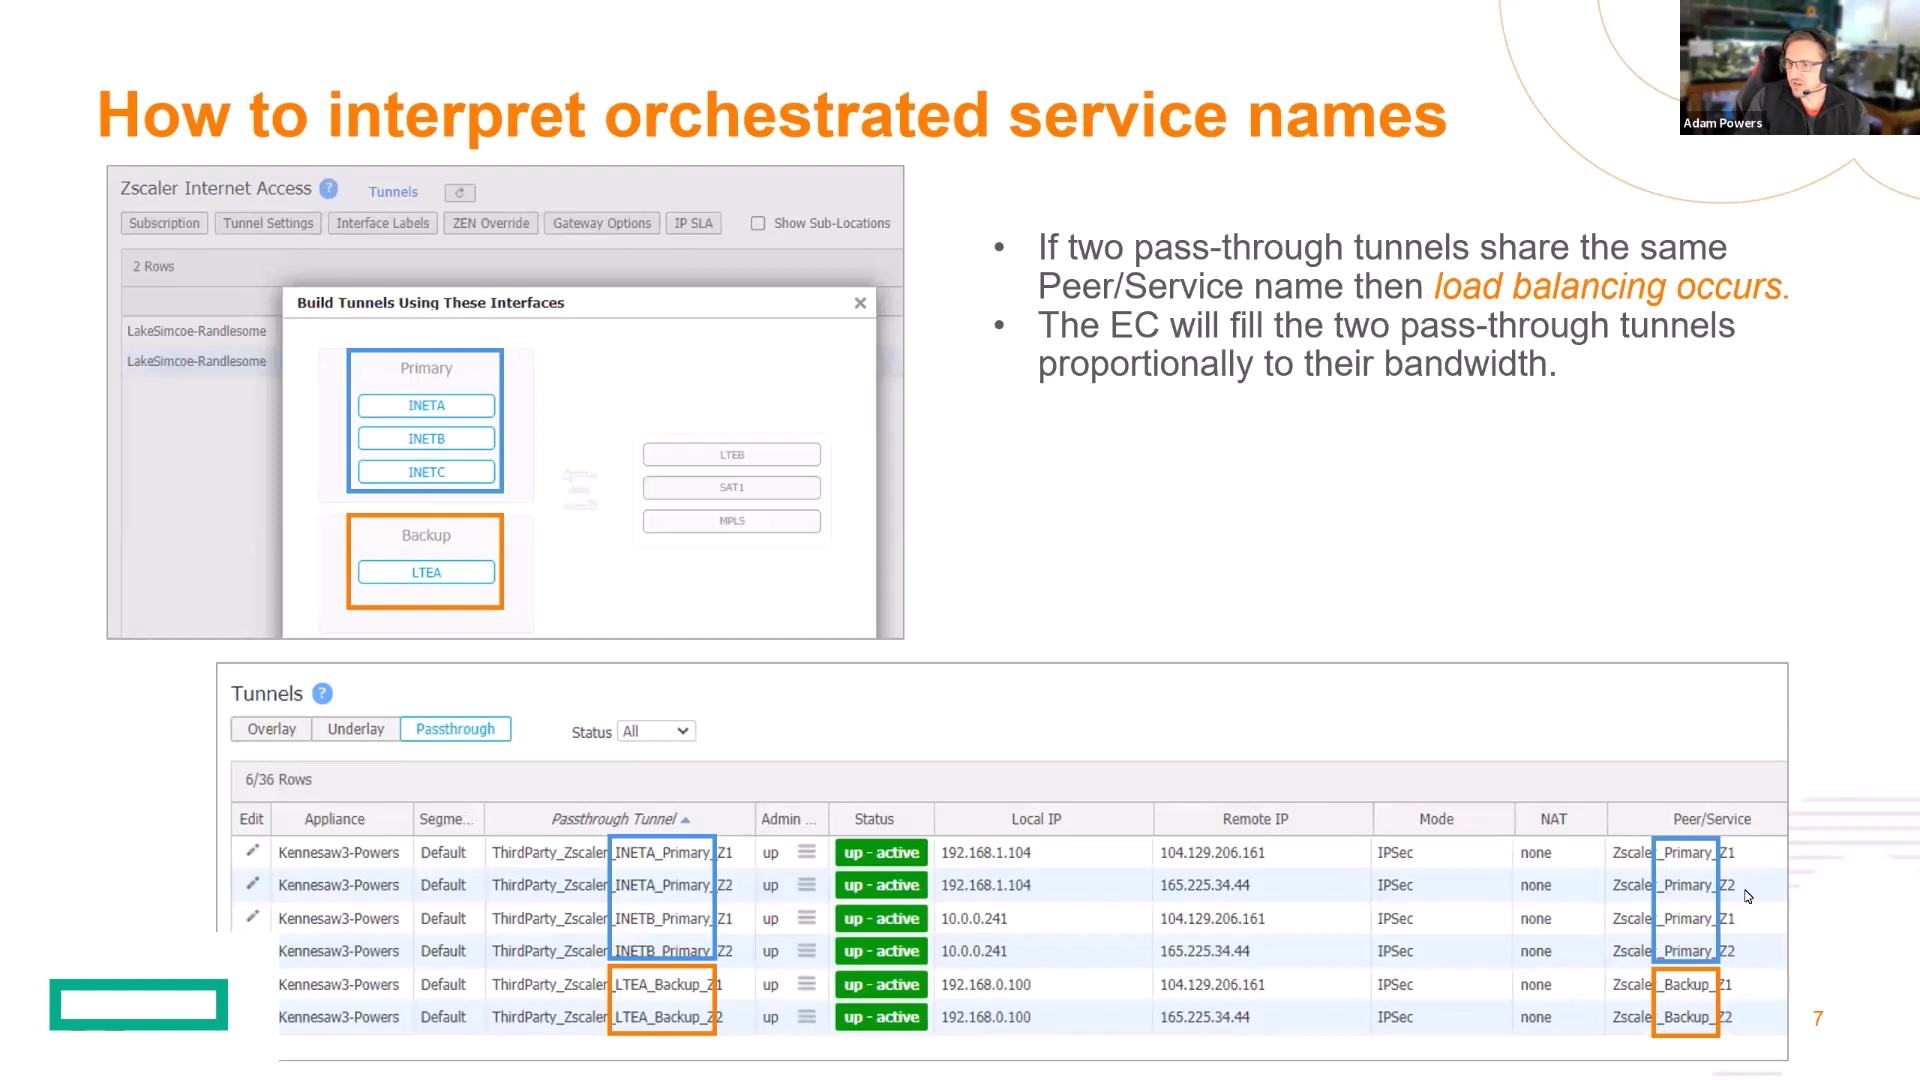 How to interpret orchestrated service names
Adam Powers
Zscaler Internet Access ? Tunnels
Subscription Tunnel Settings Interface Labels ZEN Override Gateway Options IP SLA Show Sub-Locations
2 Rows
Build Tunnels Using These Interfaces ×
LakeSimcoe-Randlesome
LakeSimcoe-Randlesome
Primary
INETA
INETB
INETC
Backup
LTEA
LTEB
SAT1
MPLS
• If two pass-through tunnels share the same
Peer/Service name then load balancing occurs.
• The EC will fill the two pass-through tunnels
proportionally to their bandwidth.
Tunnels ?
Overlay Underlay Passthrough Status All
6/36 Rows
Edit Appliance Segme... Passthrough Tunnel Admin ... Status Local IP Remote IP Mode NAT Peer/Service
Kennesaw3-Powers Default ThirdParty_Zscaler_INETA_Primary_Z1 up up - active 192.168.1.104 104.129.206.161 IPSec none Zscaler_Primary_Z1
Kennesaw3-Powers Default ThirdParty_Zscaler_INETA_Primary_Z2 up up - active 192.168.1.104 165.225.34.44 IPSec none Zscaler_Primary_Z2
Kennesaw3-Powers Default ThirdParty_Zscaler_INETB_Primary_Z1 up up - active 10.0.0.241 104.129.206.161 IPSec none Zscaler_Primary_Z1
Kennesaw3-Powers Default ThirdParty_Zscaler_INETB_Primary_Z2 up up - active 10.0.0.241 165.225.34.44 IPSec none Zscaler_Primary_Z2
Kennesaw3-Powers Default ThirdParty_Zscaler_LTEA_Backup_Z1 up up - active 192.168.0.100 104.129.206.161 IPSec none Zscaler_Backup_Z1
Kennesaw3-Powers Default ThirdParty_Zscaler_LTEA_Backup_Z2 up up - active 192.168.0.100 165.225.34.44 IPSec none Zscaler_Backup_Z2
7